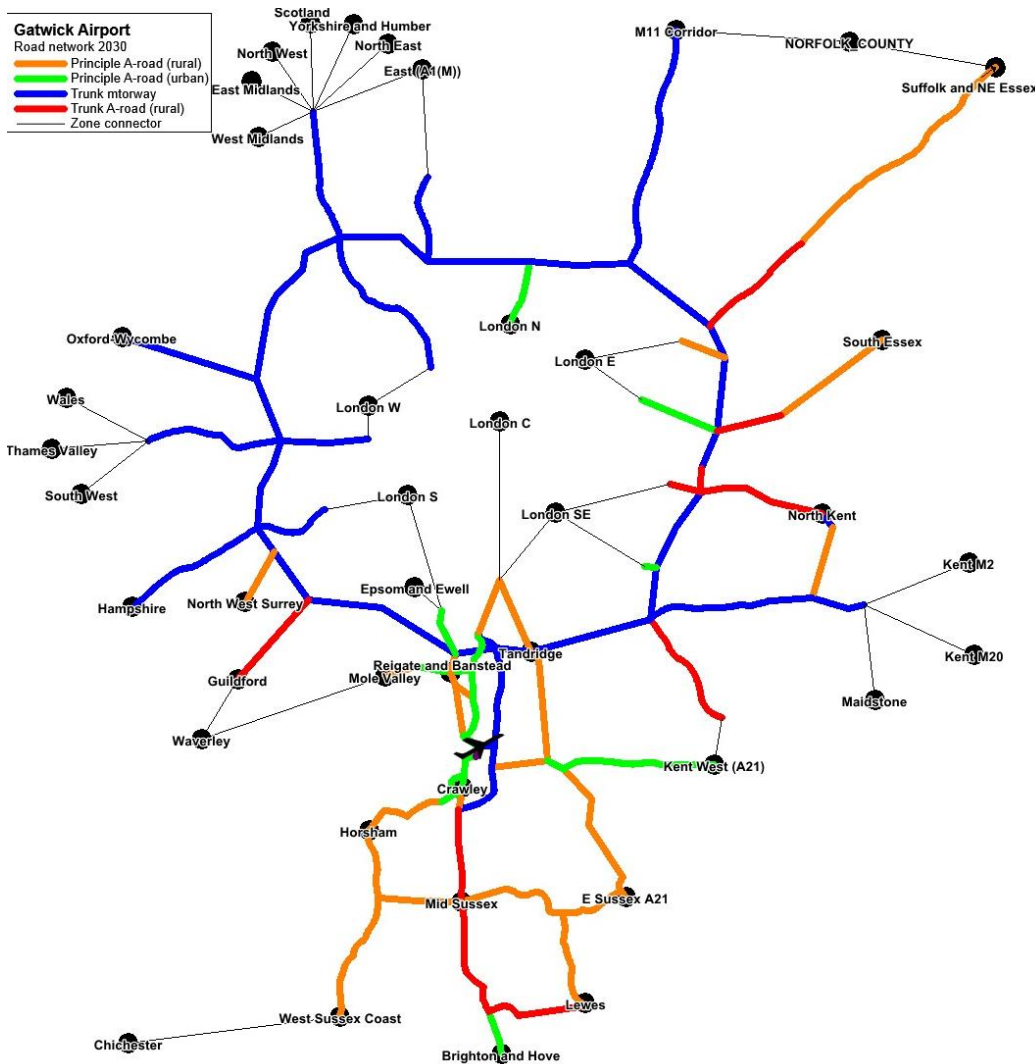 Gatwick Airport
Road network 2030
Principle A-road (rural)
Principle A-road (urban)
Trunk mtorway
Trunk A-road (rural)
Zone connector
Scotland
Yorkshire and Humber
North West
North East
East (A1(M))
East Midlands
West Midlands
M11 Corridor
NORFOLK_COUNTY
Suffolk and NE Essex
London N
Oxford-Wycombe
South Essex
London E
Wales
London W
London C
Thames Valley
South West
London S
London SE
North Kent
Kent M2
Hampshire
North West Surrey
Epsom and Ewell
Tandridge
Kent M20
Reigate and Banstead
Guildford
Mole Valley
Maidstone
Waverley
Kent West (A21)
Crawley
Horsham
Mid Sussex
E Sussex A21
Lewes
West Sussex Coast
Chichester
Brighton and Hove